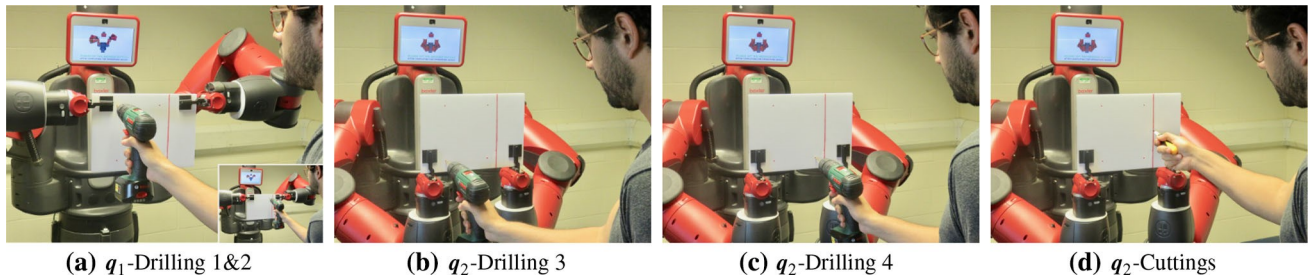 (a) q₁-Drilling 1&2
(b) q₂-Drilling 3
(c) q₂-Drilling 4
(d) q₂-Cuttings